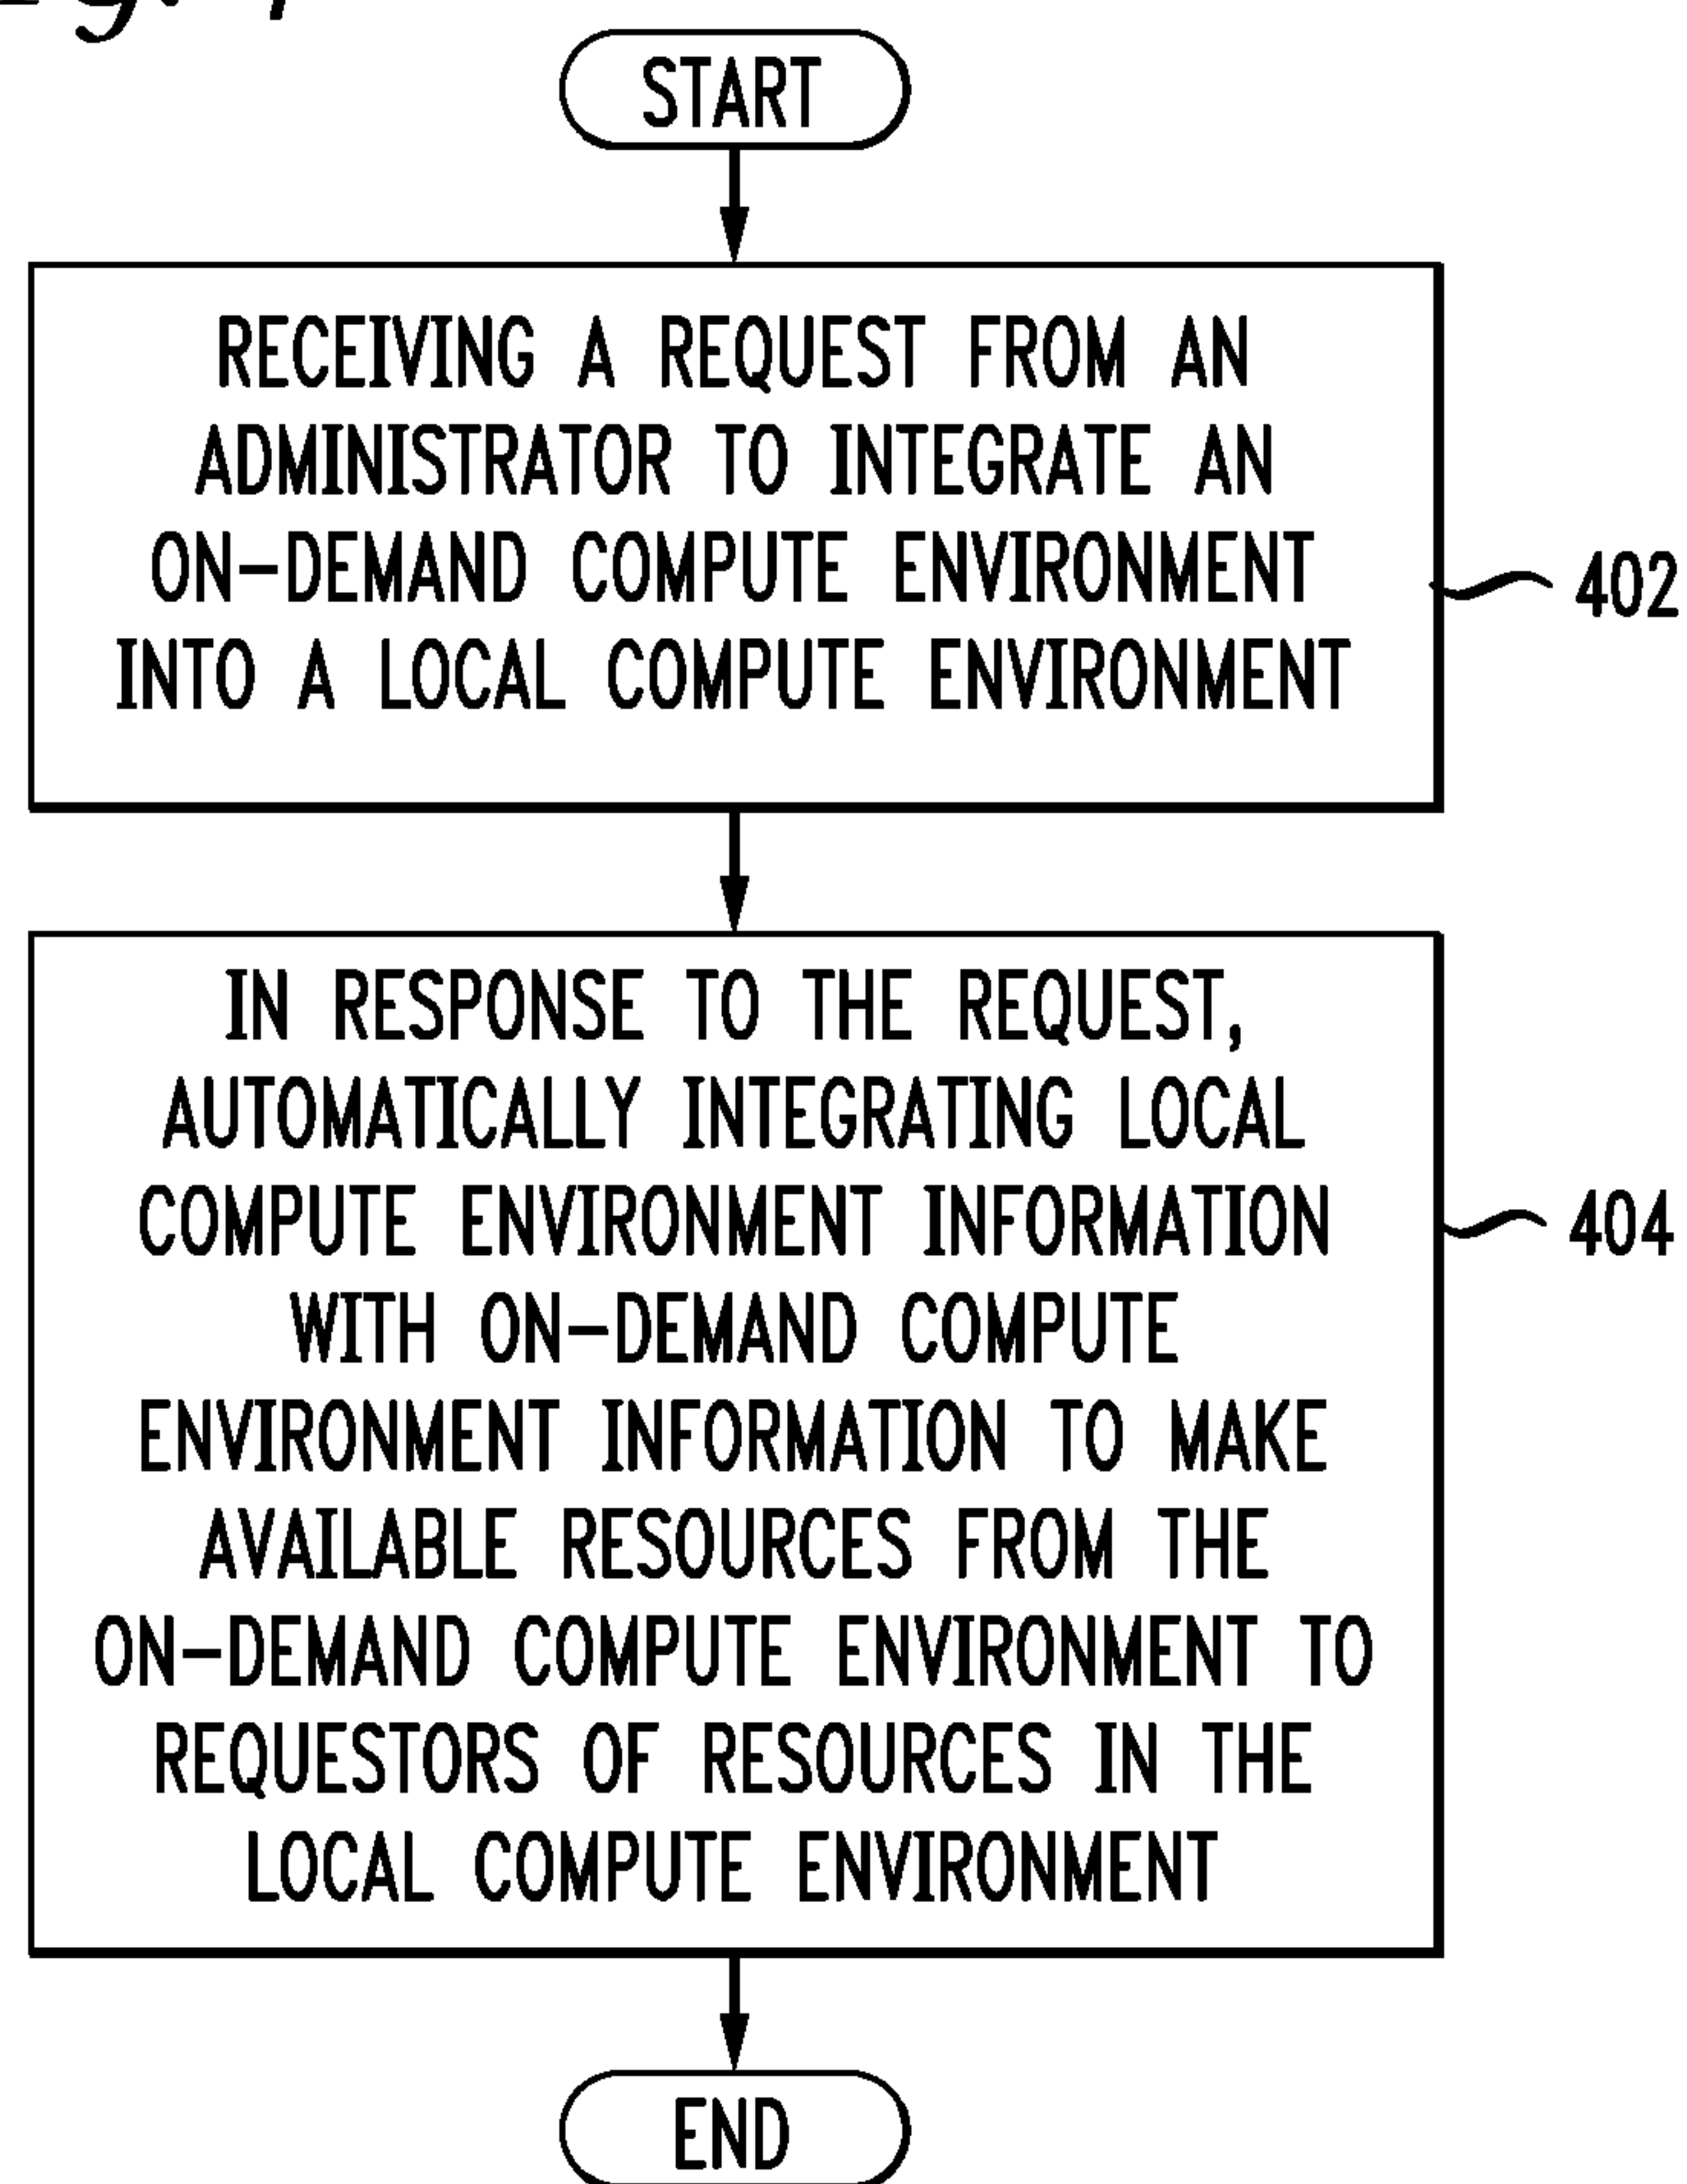 START
RECEIVING A REQUEST FROM AN
ADMINISTRATOR TO INTEGRATE AN
ON-DEMAND COMPUTE ENVIRONMENT
INTO A LOCAL COMPUTE ENVIRONMENT
402
IN RESPONSE TO THE REQUEST,
AUTOMATICALLY INTEGRATING LOCAL
COMPUTE ENVIRONMENT INFORMATION
WITH ON-DEMAND COMPUTE
ENVIRONMENT INFORMATION TO MAKE
AVAILABLE RESOURCES FROM THE
ON-DEMAND COMPUTE ENVIRONMENT TO
REQUESTORS OF RESOURCES IN THE
LOCAL COMPUTE ENVIRONMENT
404
END